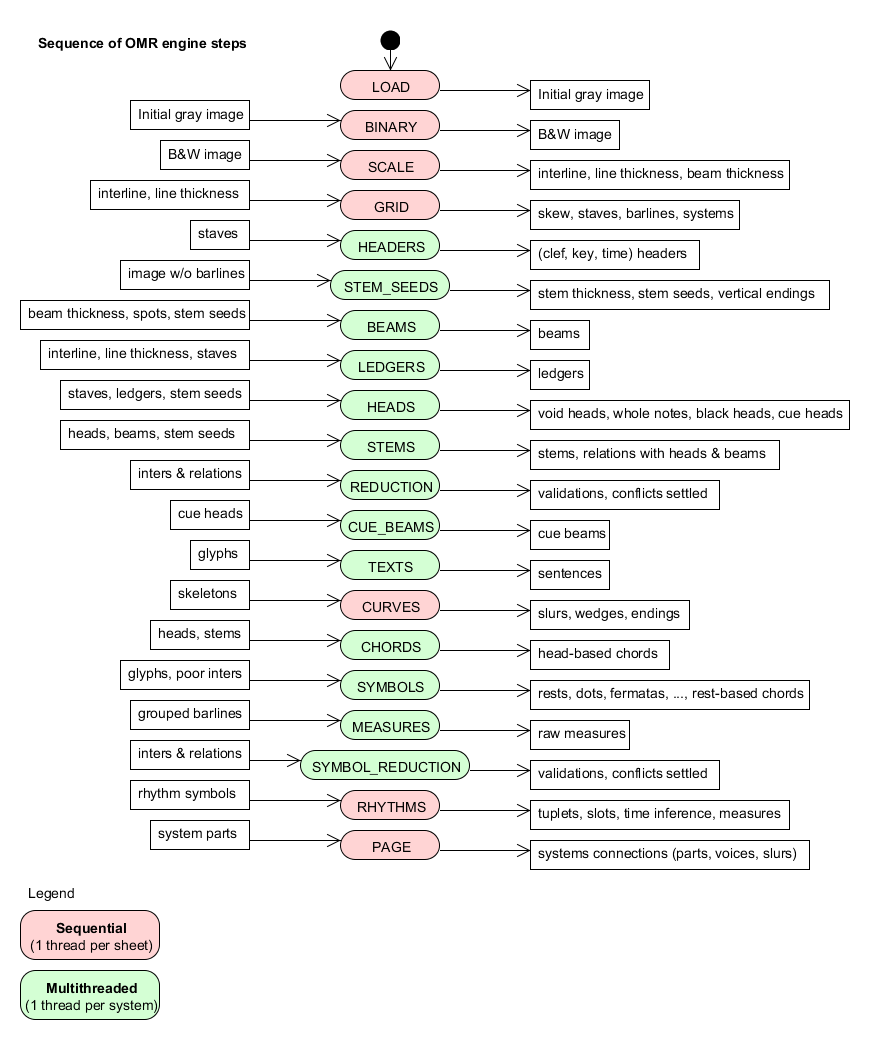 Sequence of OMR engine steps
LOAD
Initial gray image
Initial gray image
BINARY
B&W image
B&W image
SCALE
interline, line thickness, beam thickness
interline, line thickness
GRID
skew, staves, barlines, systems
staves
HEADERS
(clef, key, time) headers
image w/o barlines
STEM_SEEDS
stem thickness, stem seeds, vertical endings
beam thickness, spots, stem seeds
BEAMS
beams
interline, line thickness, staves
LEDGERS
ledgers
staves, ledgers, stem seeds
HEADS
void heads, whole notes, black heads, cue heads
heads, beams, stem seeds
STEMS
stems, relations with heads & beams
inters & relations
REDUCTION
validations, conflicts settled
cue heads
CUE_BEAMS
cue beams
glyphs
TEXTS
sentences
skeletons
CURVES
slurs, wedges, endings
heads, stems
CHORDS
head-based chords
glyphs, poor inters
SYMBOLS
rests, dots, fermatas, ..., rest-based chords
grouped barlines
MEASURES
raw measures
inters & relations
SYMBOL_REDUCTION
validations, conflicts settled
rhythm symbols
RHYTHMS
tuplets, slots, time inference, measures
system parts
PAGE
systems connections (parts, voices, slurs)
Legend
Sequential
(1 thread per sheet)
Multithreaded
(1 thread per system)